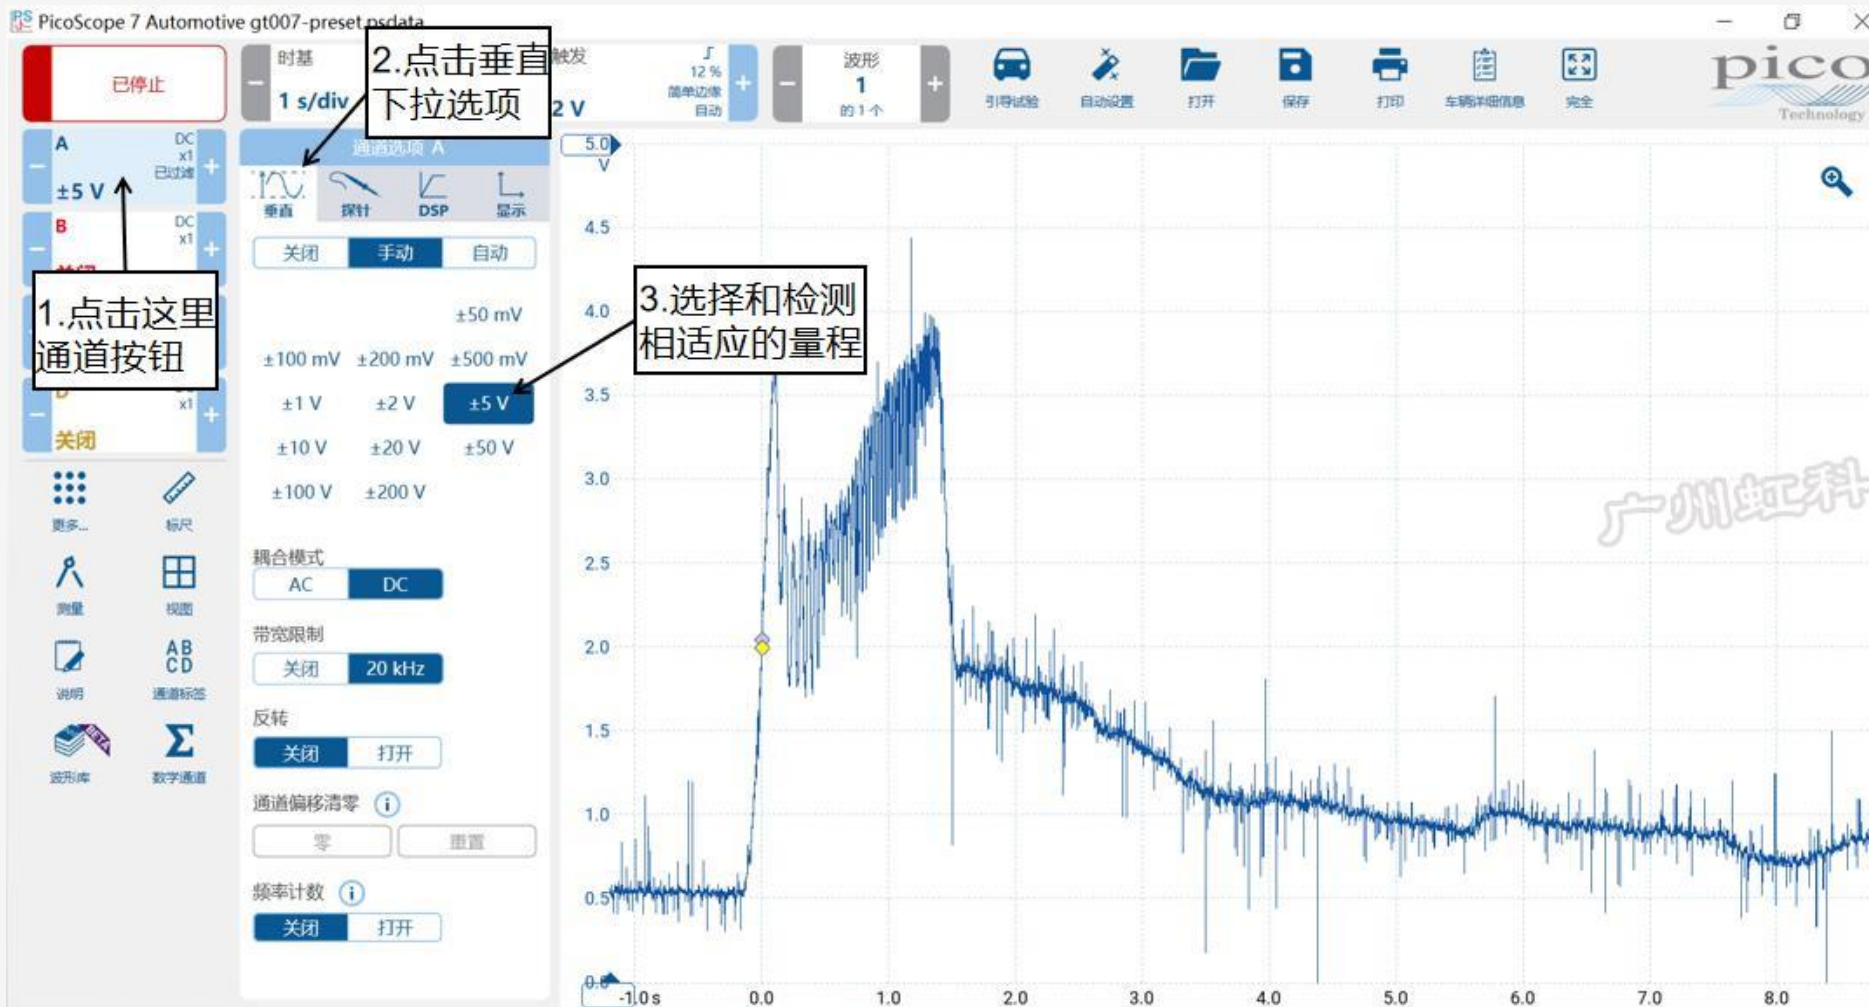 PicoScope 7 Automotive gt007-preset.psdata
已停止
时基
1 s/div
2.点击垂直
下拉选项
触发
2 V
12 %
简单边缘
自动
波形
1
的 1 个
引导试验
自动设置
打开
保存
打印
车辆详细信息
完全
pico
Technology
A
DC
x1
已过滤
±5 V
B
DC
x1
1.点击这里
通道按钮
D
x1
关闭
更多...
标尺
测量
视图
说明
AB
CD
通道标签
BETA
波形库
数学通道
通道选项 A
垂直
探针
DSP
显示
关闭
手动
自动
±50 mV
±100 mV
±200 mV
±500 mV
±1 V
±2 V
±5 V
±10 V
±20 V
±50 V
±100 V
±200 V
耦合模式
AC
DC
带宽限制
关闭
20 kHz
反转
关闭
打开
通道偏移清零
零
重置
频率计数
关闭
打开
3.选择和检测
相适应的量程
5.0
V
4.5
4.0
3.5
3.0
2.5
2.0
1.5
1.0
0.5
0.0
-1.0 s
0.0
1.0
2.0
3.0
4.0
5.0
6.0
7.0
8.0
广州虹科